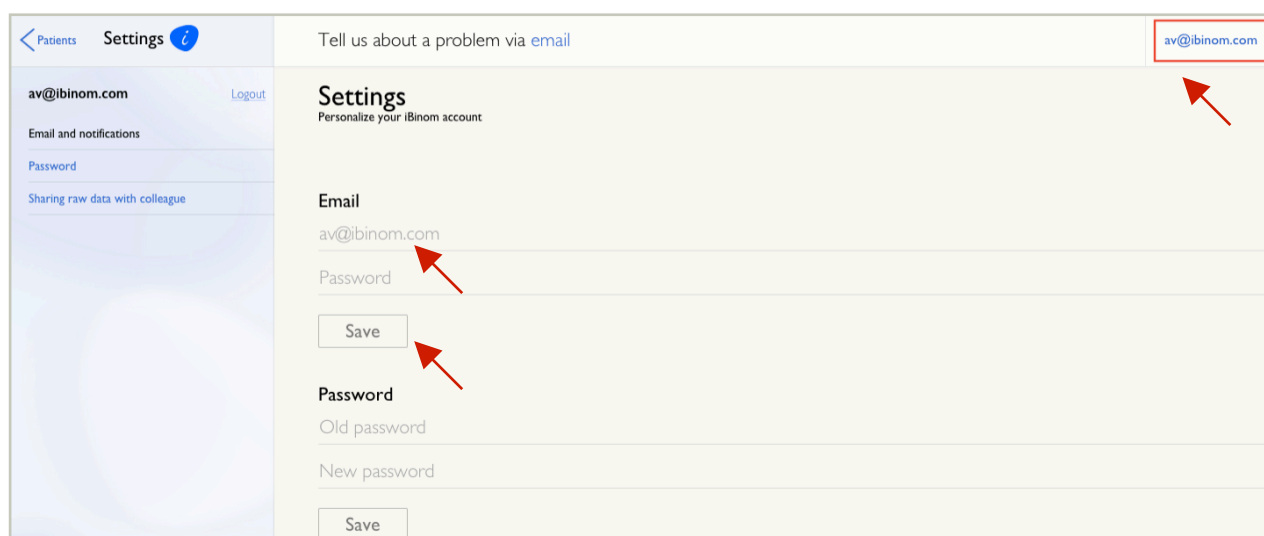 Patients Settings i
Tell us about a problem via email
av@ibinom.com
av@ibinom.com Logout
Email and notifications
Password
Sharing raw data with colleague
Settings
Personalize your iBinom account
Email
av@ibinom.com
Password
Save
Password
Old password
New password
Save